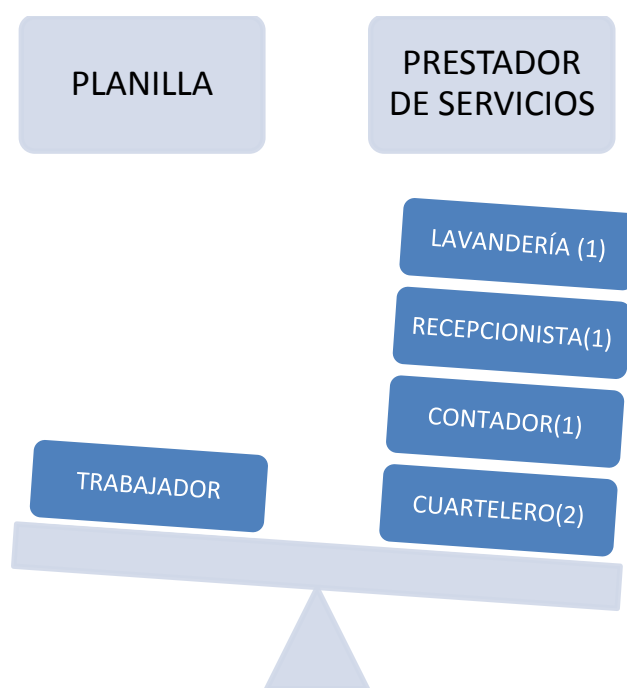 PLANILLA
PRESTADOR
DE SERVICIOS
LAVANDERÍA (1)
RECEPCIONISTA(1)
CONTADOR(1)
CUARTELERO(2)
TRABAJADOR